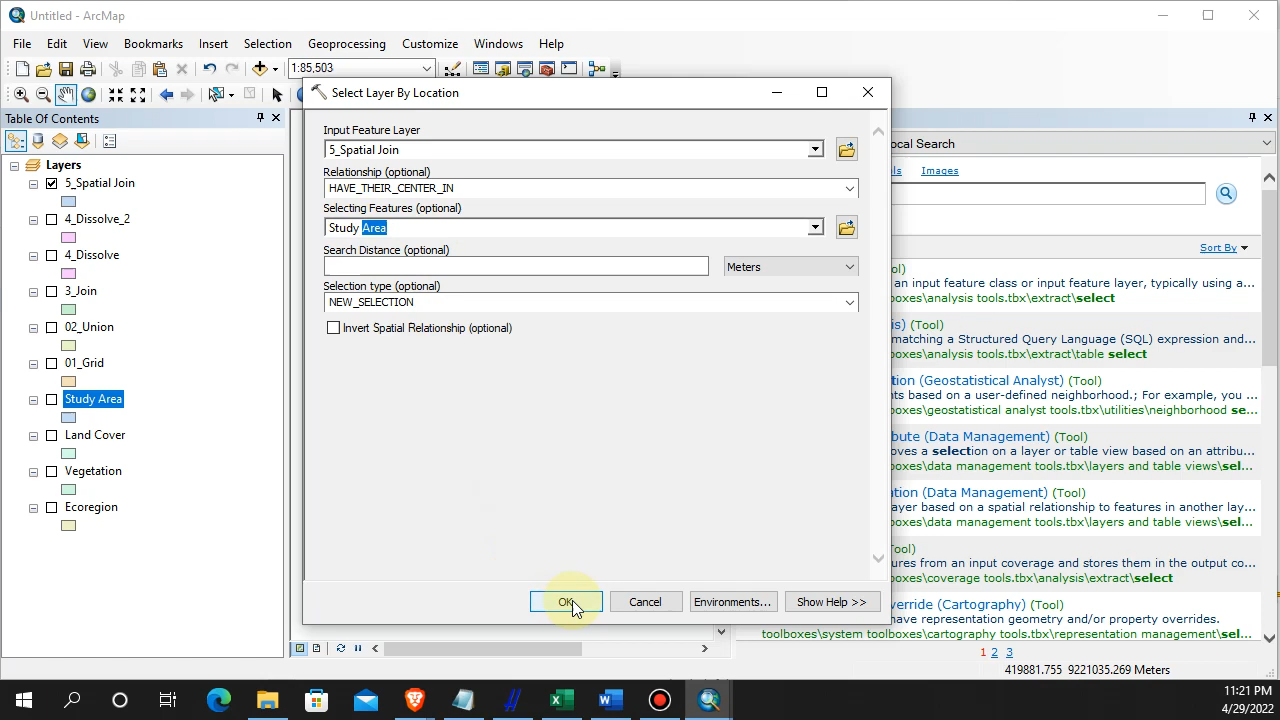 Untitled - ArcMap
File Edit View Bookmarks Insert Selection Geoprocessing Customize Windows Help
1:85,503
Table Of Contents
Layers
5_Spatial Join
4_Dissolve_2
4_Dissolve
3_Join
02_Union
01_Grid
Study Area
Land Cover
Vegetation
Ecoregion
Select Layer By Location
Input Feature Layer
5_Spatial Join
Relationship (optional)
HAVE_THEIR_CENTER_IN
Selecting Features (optional)
Study Area
Search Distance (optional)
Meters
Selection type (optional)
NEW_SELECTION
Invert Spatial Relationship (optional)
OK Cancel Environments... Show Help >>
ocal Search
ls Images
Sort By
ol)
an input feature class or input feature layer, typically using a...
boxes\analysis tools.tbx\extract\select
is) (Tool)
matching a Structured Query Language (SQL) expression and...
boxes\analysis tools.tbx\extract\table select
tion (Geostatistical Analyst) (Tool)
nts based on a user-defined neighborhood.; For example, you ...
boxes\geostatistical analyst tools.tbx\utilities\neighborhood se...
bute (Data Management) (Tool)
oves a selection on a layer or table view based on an attribu...
boxes\data management tools.tbx\layers and table views\sel...
ation (Data Management) (Tool)
ayer based on a spatial relationship to features in another lay...
boxes\data management tools.tbx\layers and table views\sel...
ool)
ures from an input coverage and stores them in the output co...
boxes\coverage tools.tbx\analysis\extract\select
verride (Cartography) (Tool)
have representation geometry and/or property overrides.
toolboxes\system toolboxes\cartography tools.tbx\representation management\sel...
1 2 3
419881.755 9221035.269 Meters
11:21 PM
4/29/2022